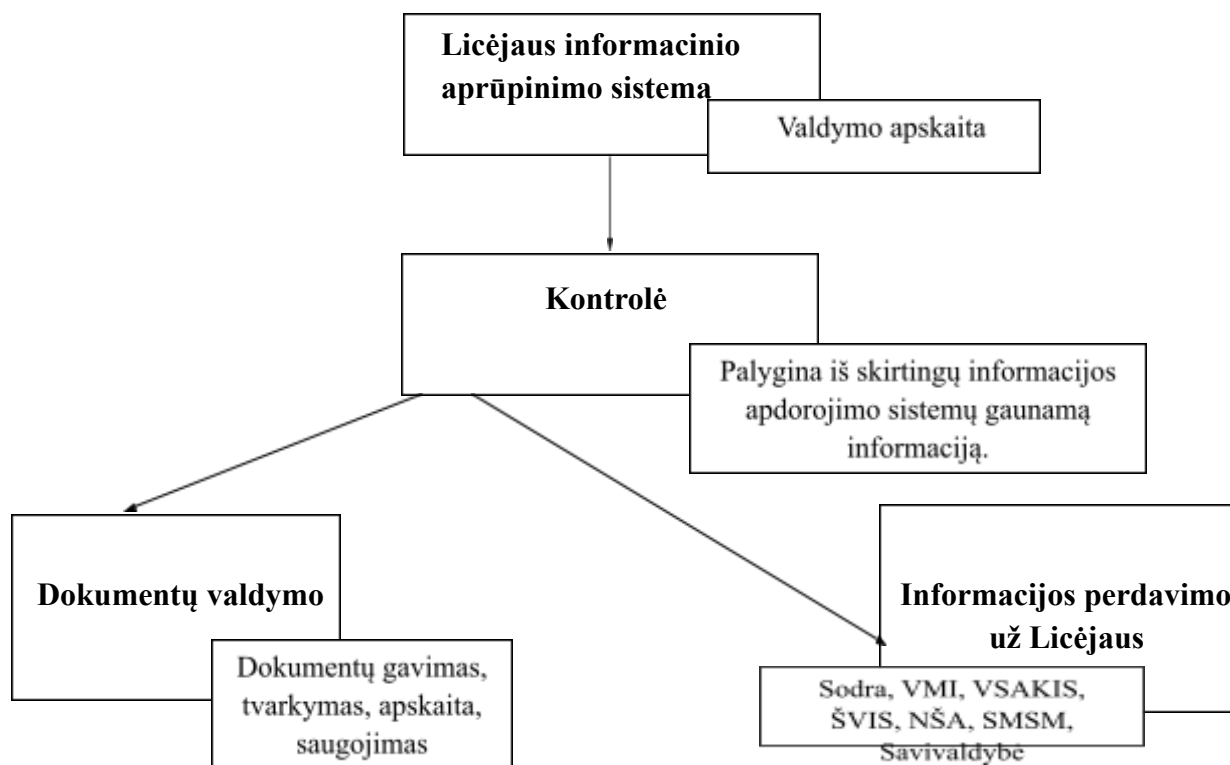 Licėjaus informacinio
aprūpinimo sistema
Valdymo apskaita
Kontrolė
Palygina iš skirtingų informacijos
apdorojimo sistemų gaunamą
informaciją.
Dokumentų valdymo
Dokumentų gavimas,
tvarkymas, apskaita,
saugojimas
Informacijos perdavimo
už Licėjaus
Sodra, VMI, VSAKIS,
ŠVIS, NŠA, SMSM,
Savivaldybė